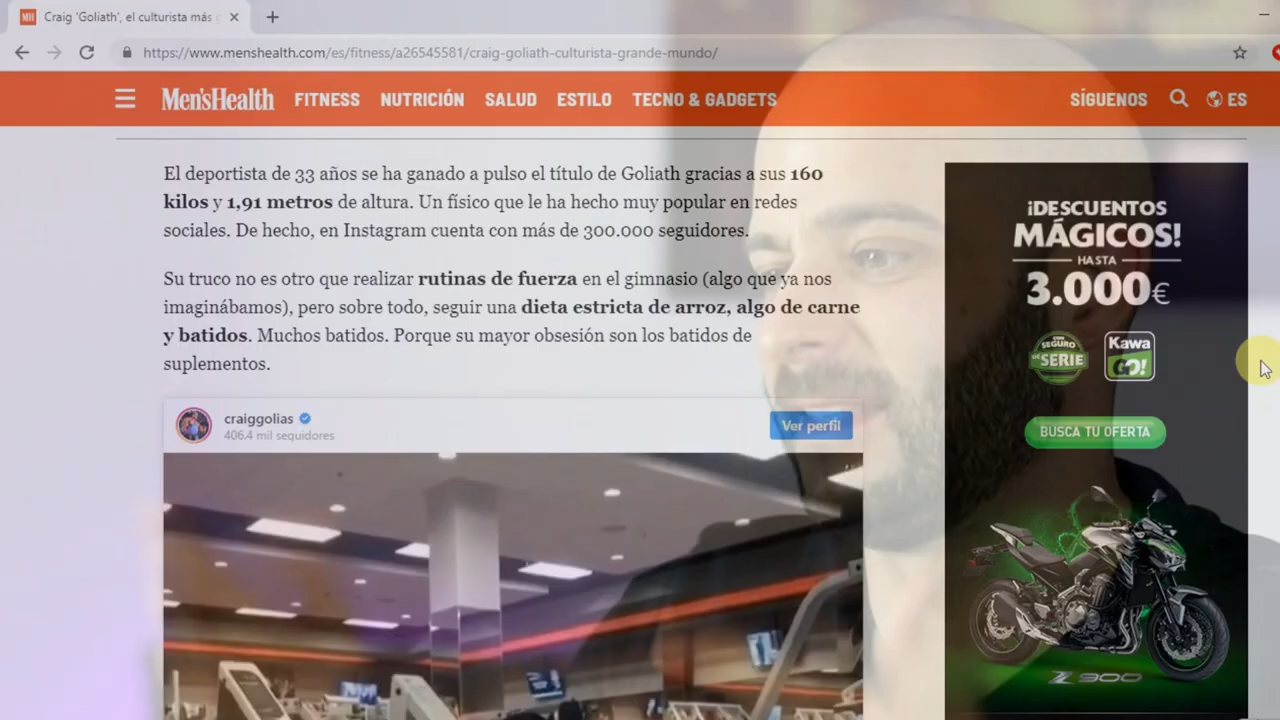 Craig 'Goliath', el culturista más
https://www.menshealth.com/es/fitness/a26545581/craig-goliath-culturista-grande-mundo/
Men'sHealth FITNESS NUTRICIÓN SALUD ESTILO TECNO & GADGETS SÍGUENOS ES
El deportista de 33 años se ha ganado a pulso el título de Goliath gracias a sus 160
kilos y 1,91 metros de altura. Un físico que le ha hecho muy popular en redes
sociales. De hecho, en Instagram cuenta con más de 300.000 seguidores.
Su truco no es otro que realizar rutinas de fuerza en el gimnasio (algo que ya nos
imaginábamos), pero sobre todo, seguir una dieta estricta de arroz, algo de carne
y batidos. Muchos batidos. Porque su mayor obsesión son los batidos de
suplementos.
craiggolias
406.4 mil seguidores
Ver perfil
¡DESCUENTOS
MÁGICOS!
HASTA
3.000€
CON
SEGURO
DE SERIE
Kawa
GO!
BUSCA TU OFERTA
Z900